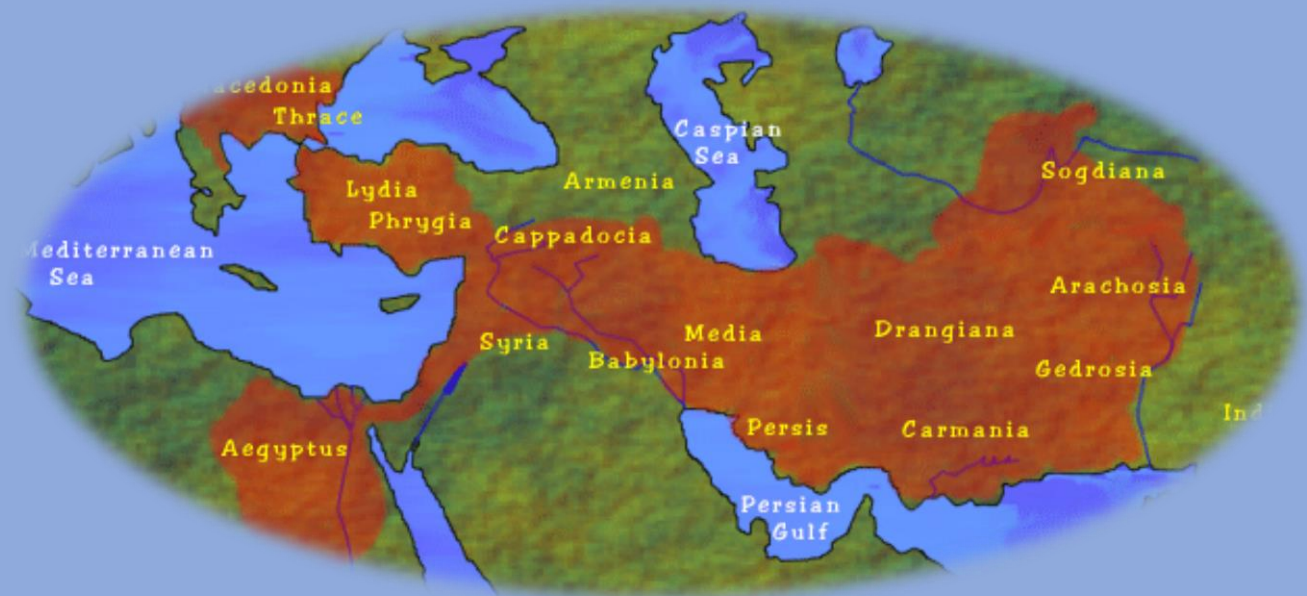 acedonia
Thrace
Caspian
Sea
Armenia
Sogdiana
Lydia
Phrygia
Cappadocia
editerranean
Sea
Arachosia
Syria
Media
Drangiana
Babylonia
Gedrosia
Ind
Aegyptus
Persis
Carmania
Persian
Gulf